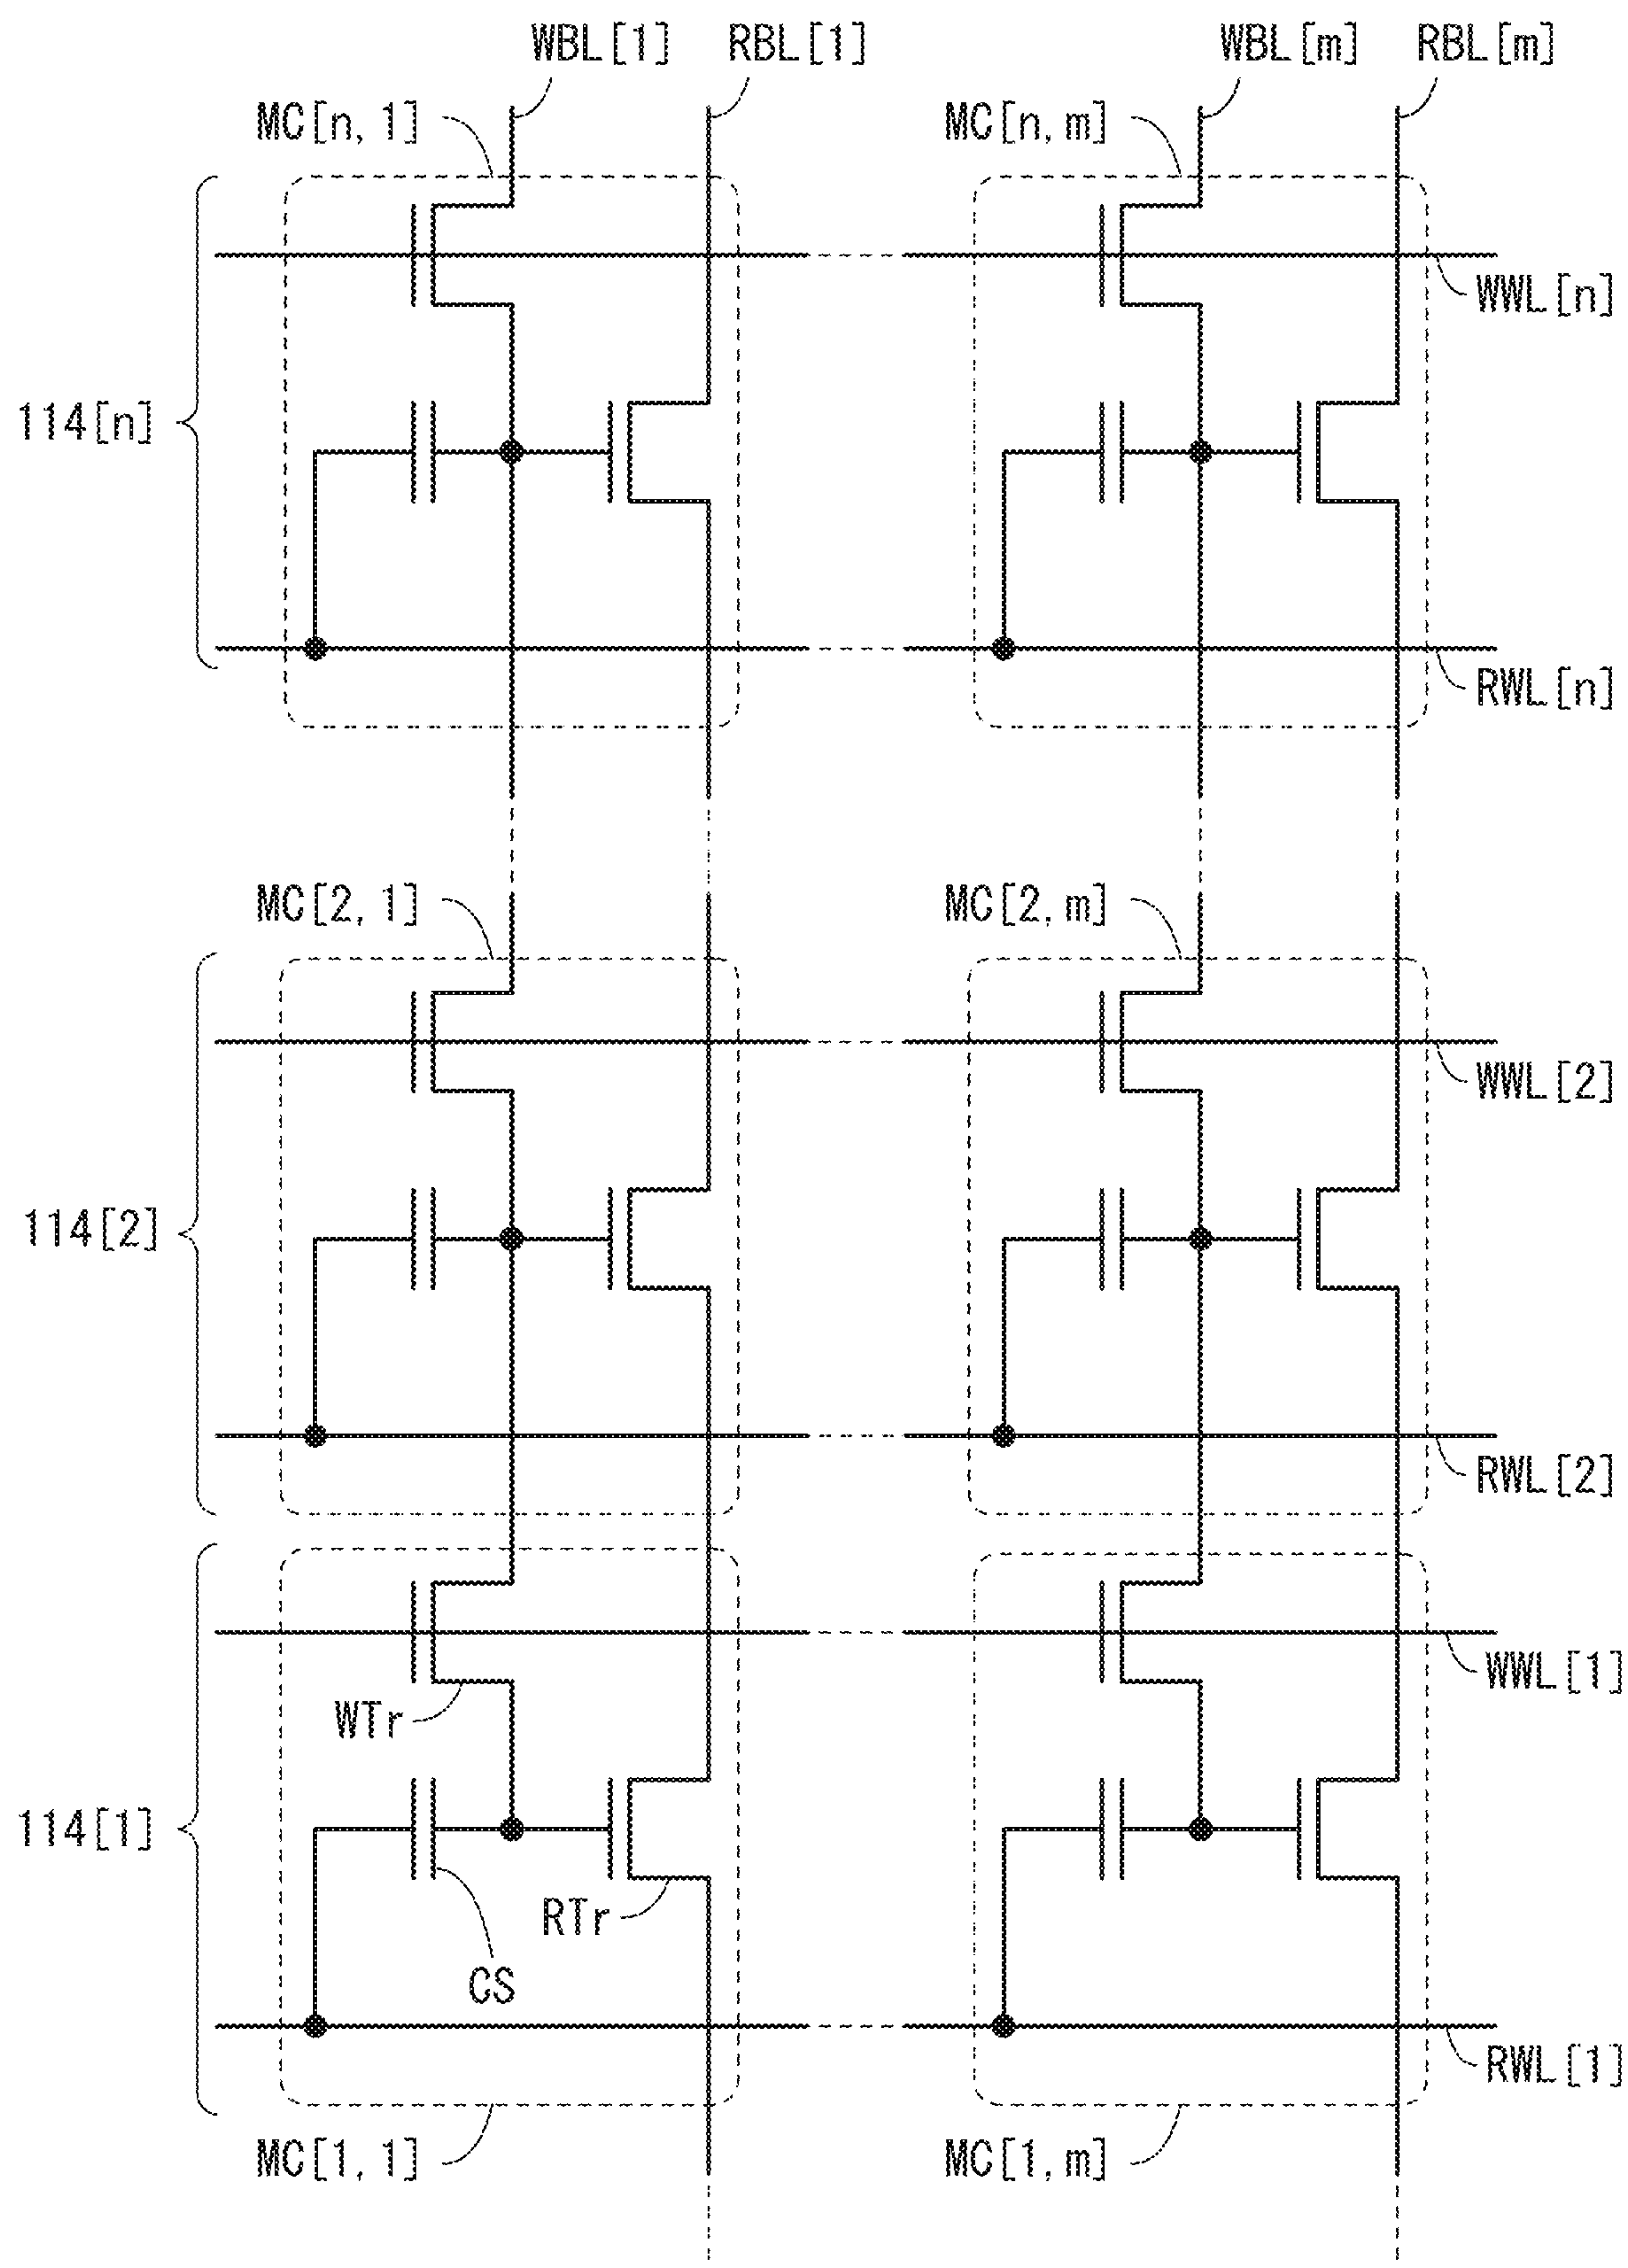 WBL[1] RBL[1] WBL[m] RBL[m]
MC[n, 1] MC[n, m]
WWL[n]
114[n]
RWL[n]
MC[2, 1] MC[2, m]
WWL[2]
114[2]
RWL[2]
WWL[1]
WTr
114[1]
RTr
CS
RWL[1]
MC[1, 1] MC[1, m]